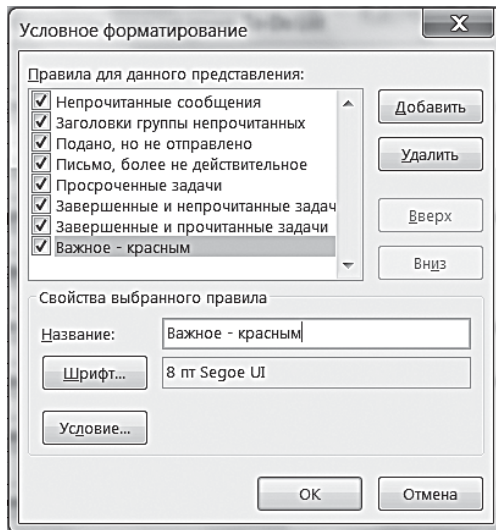 Условное форматирование
Правила для данного представления:
Непрочитанные сообщения
Заголовки группы непрочитанных
Подано, но не отправлено
Письмо, более не действительное
Просроченные задачи
Завершенные и непрочитанные задач
Завершенные и прочитанные задачи
Важное - красным
Добавить
Удалить
Вверх
Вниз
Свойства выбранного правила
Название:
Важное - красным
Шрифт...
8 пт Segoe UI
Условие...
ОК
Отмена